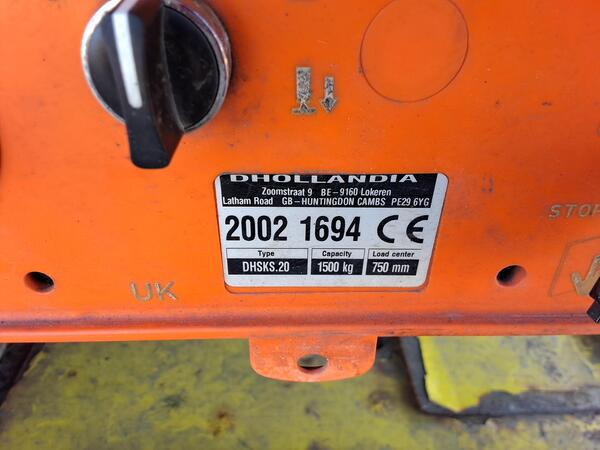 DHOLLANDIA
Zoomstraat 9 BE-9160 Lokeren
Latham Road GB-HUNTINGDON CAMBS PE29 6YG
2002 1694 CE
Type Capacity Load center
DHSKS.20 1500 kg 750 mm
STOP
UK